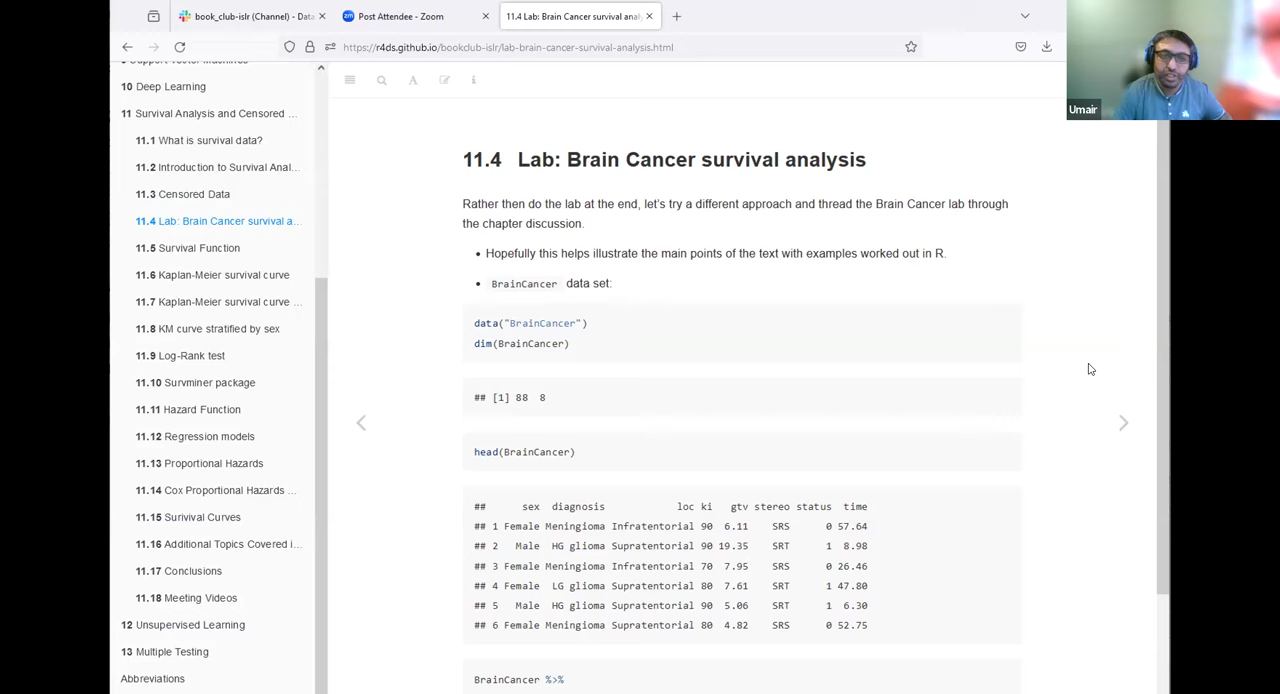 book_club-islr (Channel) - Data
Post Attendee - Zoom
11.4 Lab: Brain Cancer survival anal
https://r4ds.github.io/bookclub-islr/lab-brain-cancer-survival-analysis.html
Umair
9 Support Vector Machines
10 Deep Learning
11 Survival Analysis and Censored ...
11.1 What is survival data?
11.2 Introduction to Survival Anal...
11.3 Censored Data
11.4 Lab: Brain Cancer survival a...
11.5 Survival Function
11.6 Kaplan-Meier survival curve
11.7 Kaplan-Meier survival curve ...
11.8 KM curve stratified by sex
11.9 Log-Rank test
11.10 Survminer package
11.11 Hazard Function
11.12 Regression models
11.13 Proportional Hazards
11.14 Cox Proportional Hazards ...
11.15 Surivival Curves
11.16 Additional Topics Covered i...
11.17 Conclusions
11.18 Meeting Videos
12 Unsupervised Learning
13 Multiple Testing
Abbreviations
11.4 Lab: Brain Cancer survival analysis
Rather then do the lab at the end, let's try a different approach and thread the Brain Cancer lab through
the chapter discussion.
• Hopefully this helps illustrate the main points of the text with examples worked out in R.
• BrainCancer data set:
data("BrainCancer")
dim(BrainCancer)
## [1] 88 8
head(BrainCancer)
## sex diagnosis loc ki gtv stereo status time
## 1 Female Meningioma Infratentorial 90 6.11 SRS 0 57.64
## 2 Male HG glioma Supratentorial 90 19.35 SRT 1 8.98
## 3 Female Meningioma Infratentorial 70 7.95 SRS 0 26.46
## 4 Female LG glioma Supratentorial 80 7.61 SRT 1 47.80
## 5 Male HG glioma Supratentorial 90 5.06 SRT 1 6.30
## 6 Female Meningioma Supratentorial 80 4.82 SRS 0 52.75
BrainCancer %>%